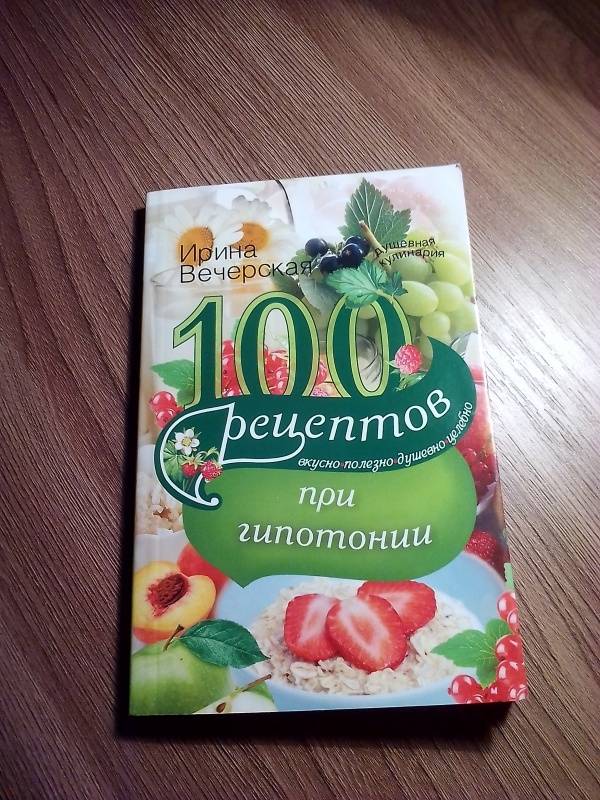 Ирина
Вечерская
душевная
кулинария
100
рецептов
вкусно•полезно•душевно•целебно
при
гипотонии